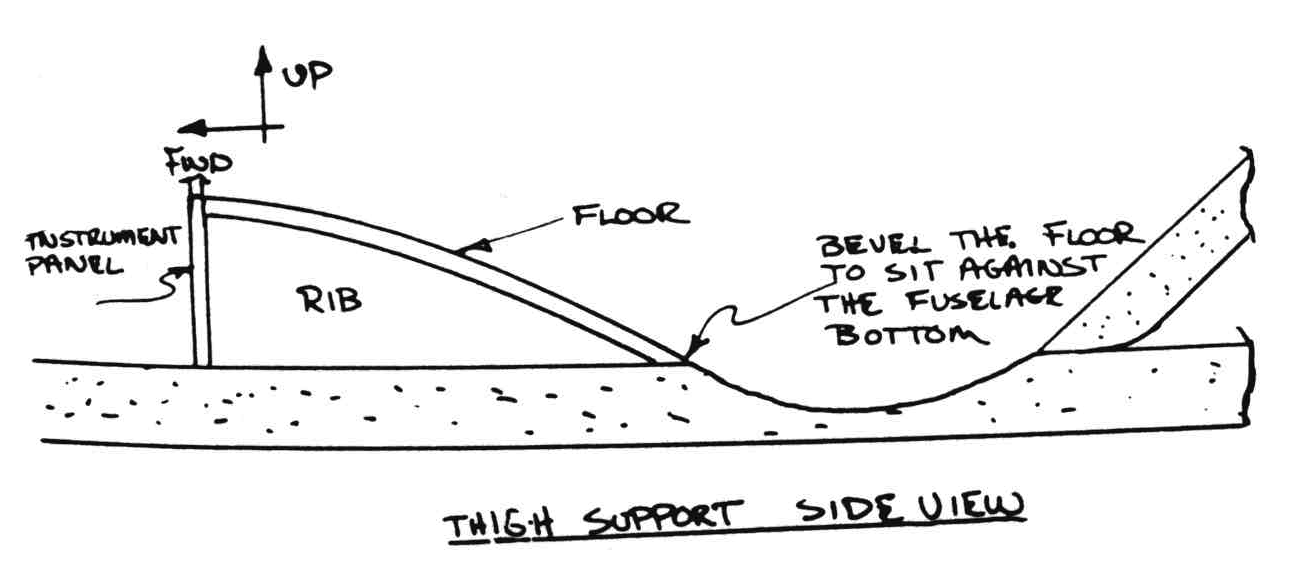 UP
FWD
INSTRUMENT
PANEL
RIB
FLOOR
BEVEL THE FLOOR
TO SIT AGAINST
THE FUSELAGE
BOTTOM
THIGH SUPPORT SIDE VIEW